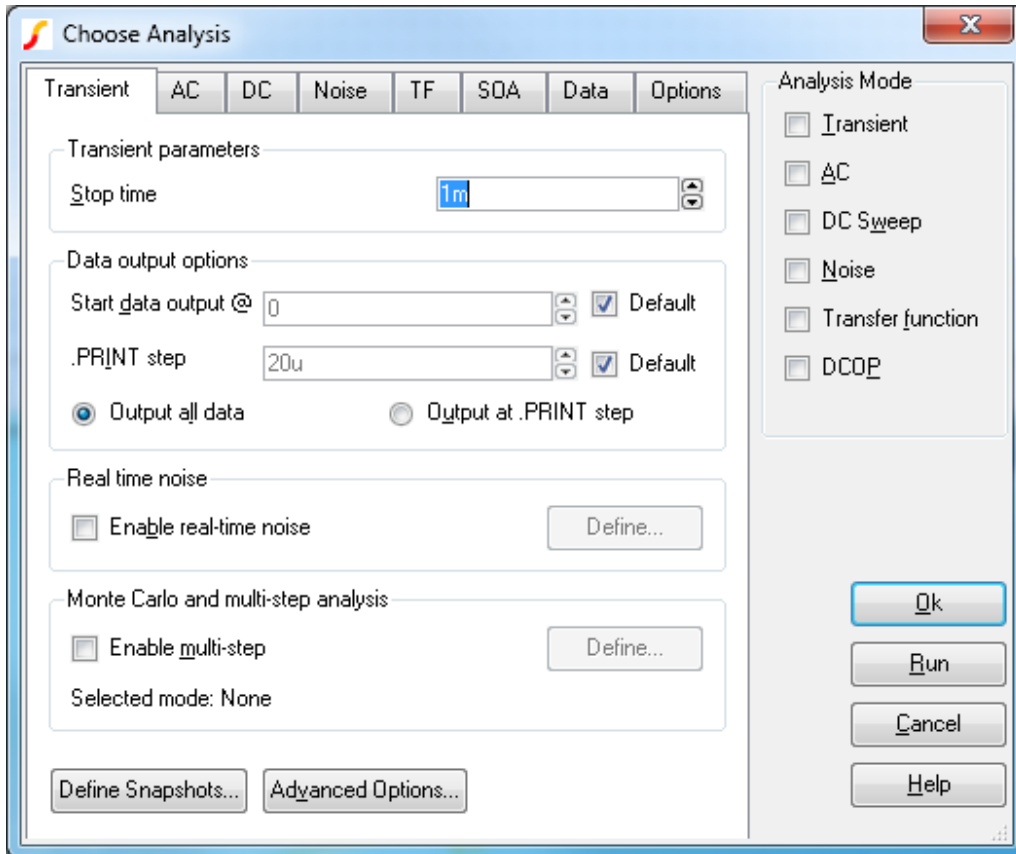 Choose Analysis
X
Transient AC DC Noise TF SOA Data Options
Transient parameters
Stop time 1m
Data output options
Start data output @ 0 Default
.PRINT step 20u Default
Output all data Output at .PRINT step
Real time noise
Enable real-time noise Define...
Monte Carlo and multi-step analysis
Enable multi-step Define...
Selected mode: None
Define Snapshots... Advanced Options...
Analysis Mode
Transient
AC
DC Sweep
Noise
Transfer function
DCOP
Ok
Run
Cancel
Help